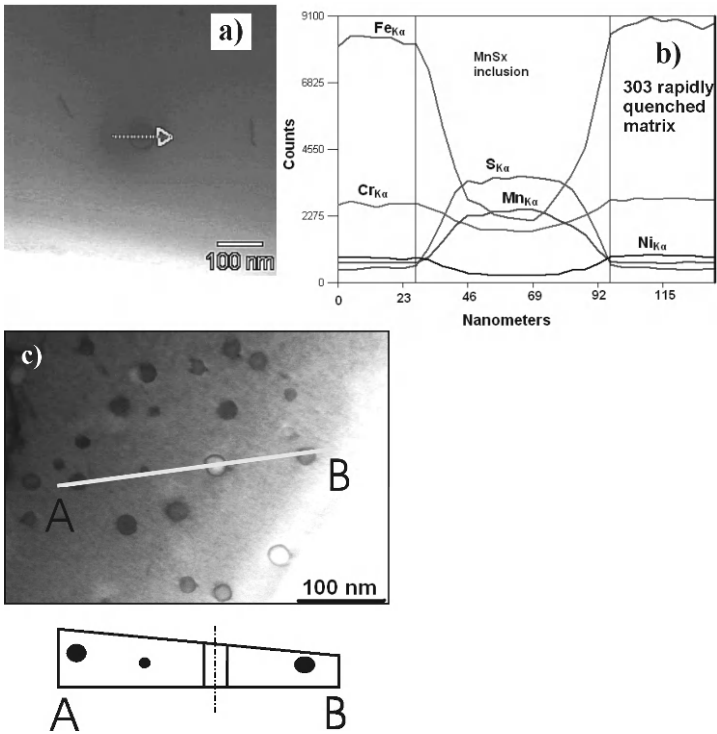 a)
100 nm
b)
9100
6825
4550
2275
0
Counts
Fe Kα
MnSx
inclusion
303 rapidly
quenched
matrix
S Kα
Cr Kα
Mn Kα
Ni Kα
0 23 46 69 92 115
Nanometers
c)
A
B
100 nm
A B